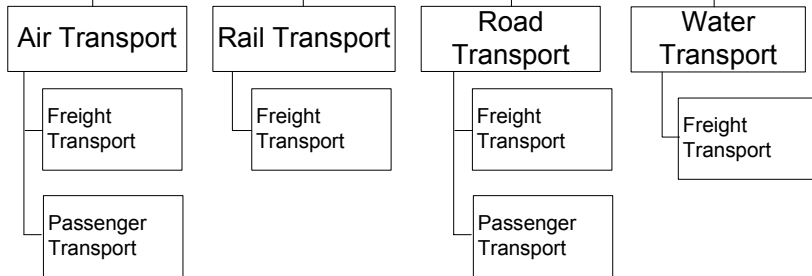 Air Transport
Rail Transport
Road
Transport
Water
Transport
Freight
Transport
Freight
Transport
Freight
Transport
Freight
Transport
Passenger
Transport
Passenger
Transport